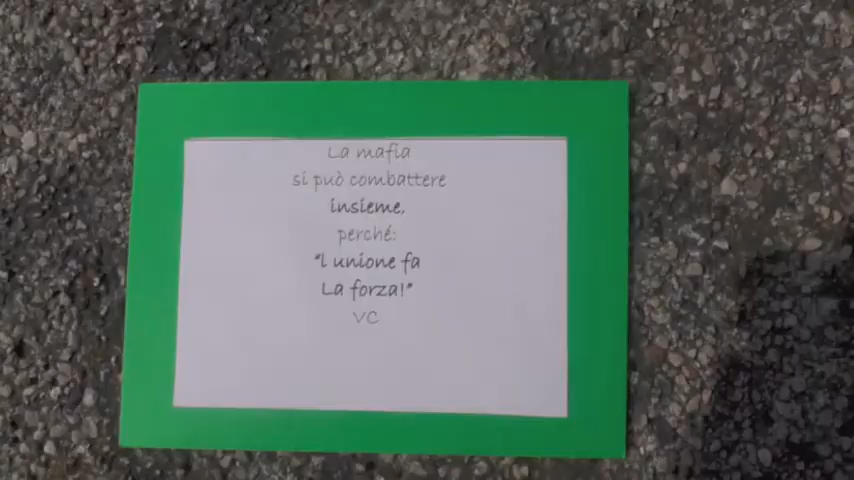 La mafia
si può combattere
insieme,
perché:
"l unione fa
La forza!"
VC